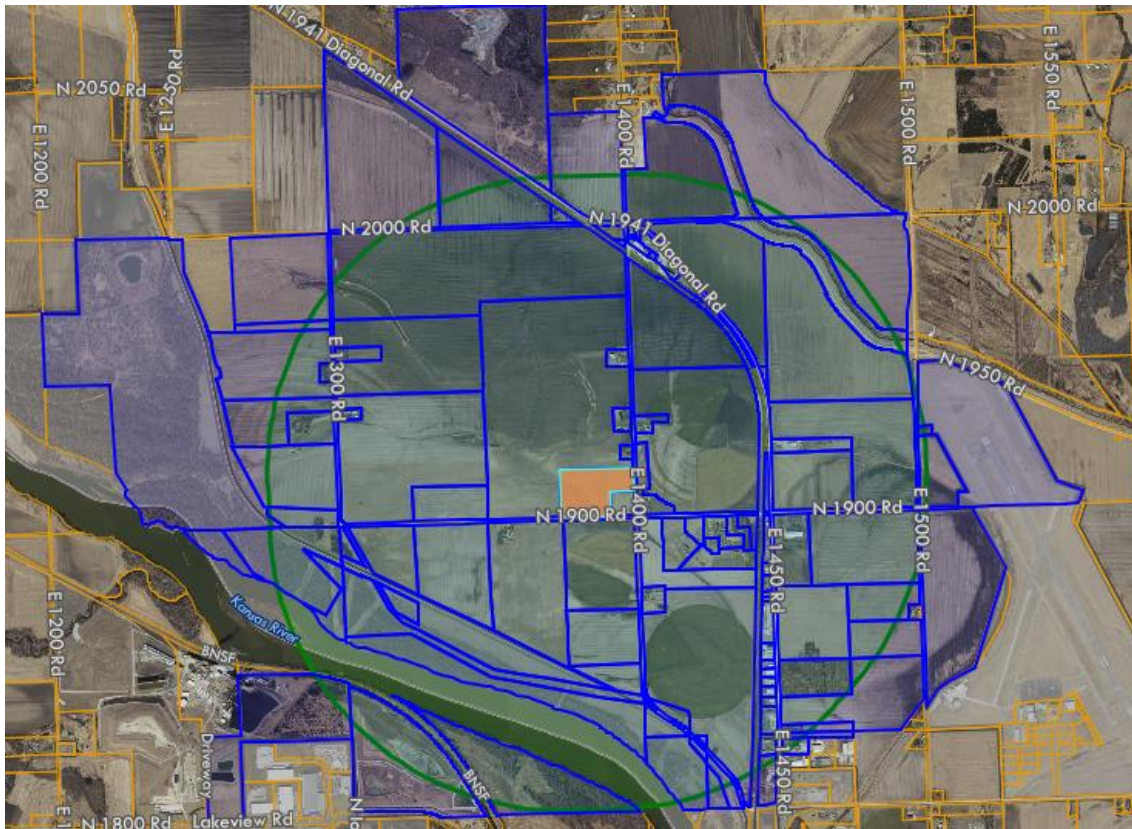 N 1941 Diagonal Rd
N 2050 Rd
E 1250 Rd
E 1200 Rd
E 1400 Rd
E 1500 Rd
E 1550 Rd
N 2000 Rd
N 1941 Diagonal Rd
N 2000 Rd
E 1300 Rd
N 1950 Rd
E 1400 Rd
N 1900 Rd
N 1900 Rd
E 1500 Rd
E 1450 Rd
Kansas River
E 1200 Rd
BNSF
Driveway
BNSF
E 1450 Rd
E 1
N 1800 Rd
Lakeview Rd